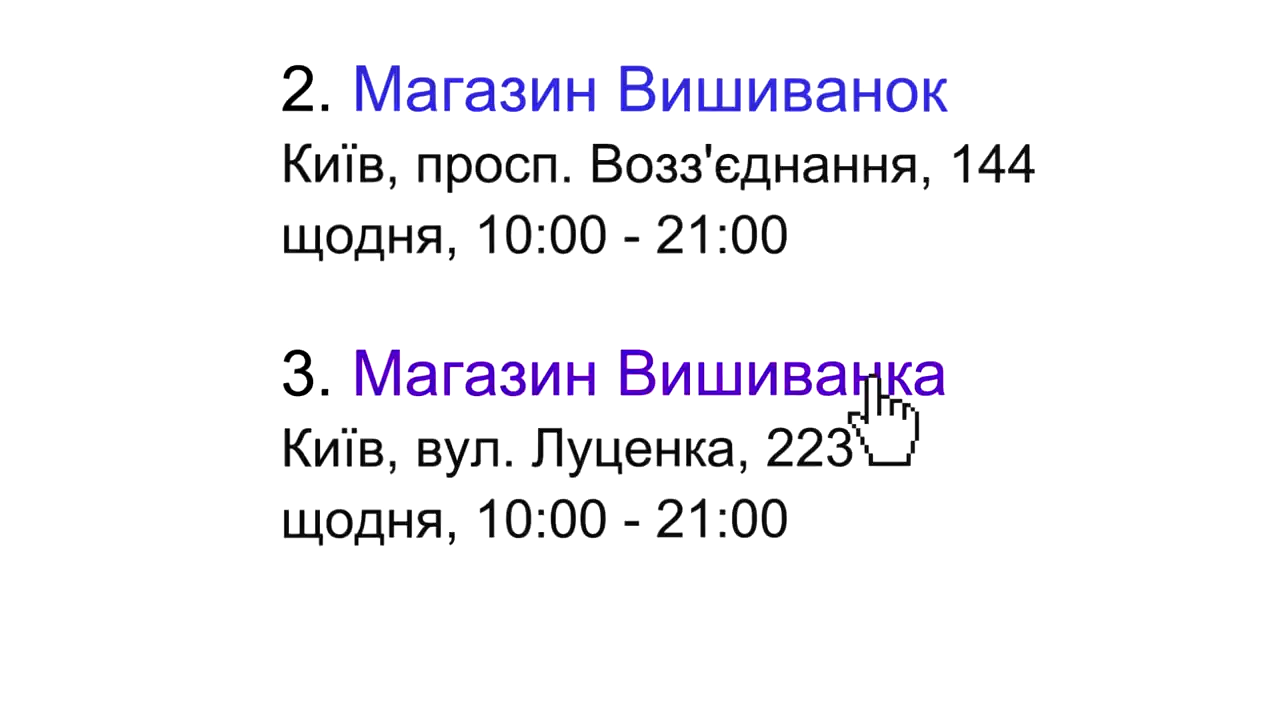 2. Магазин Вишиванок
Київ, просп. Возз'єднання, 144
щодня, 10:00 - 21:00
3. Магазин Вишиванка
Київ, вул. Луценка, 223
щодня, 10:00 - 21:00